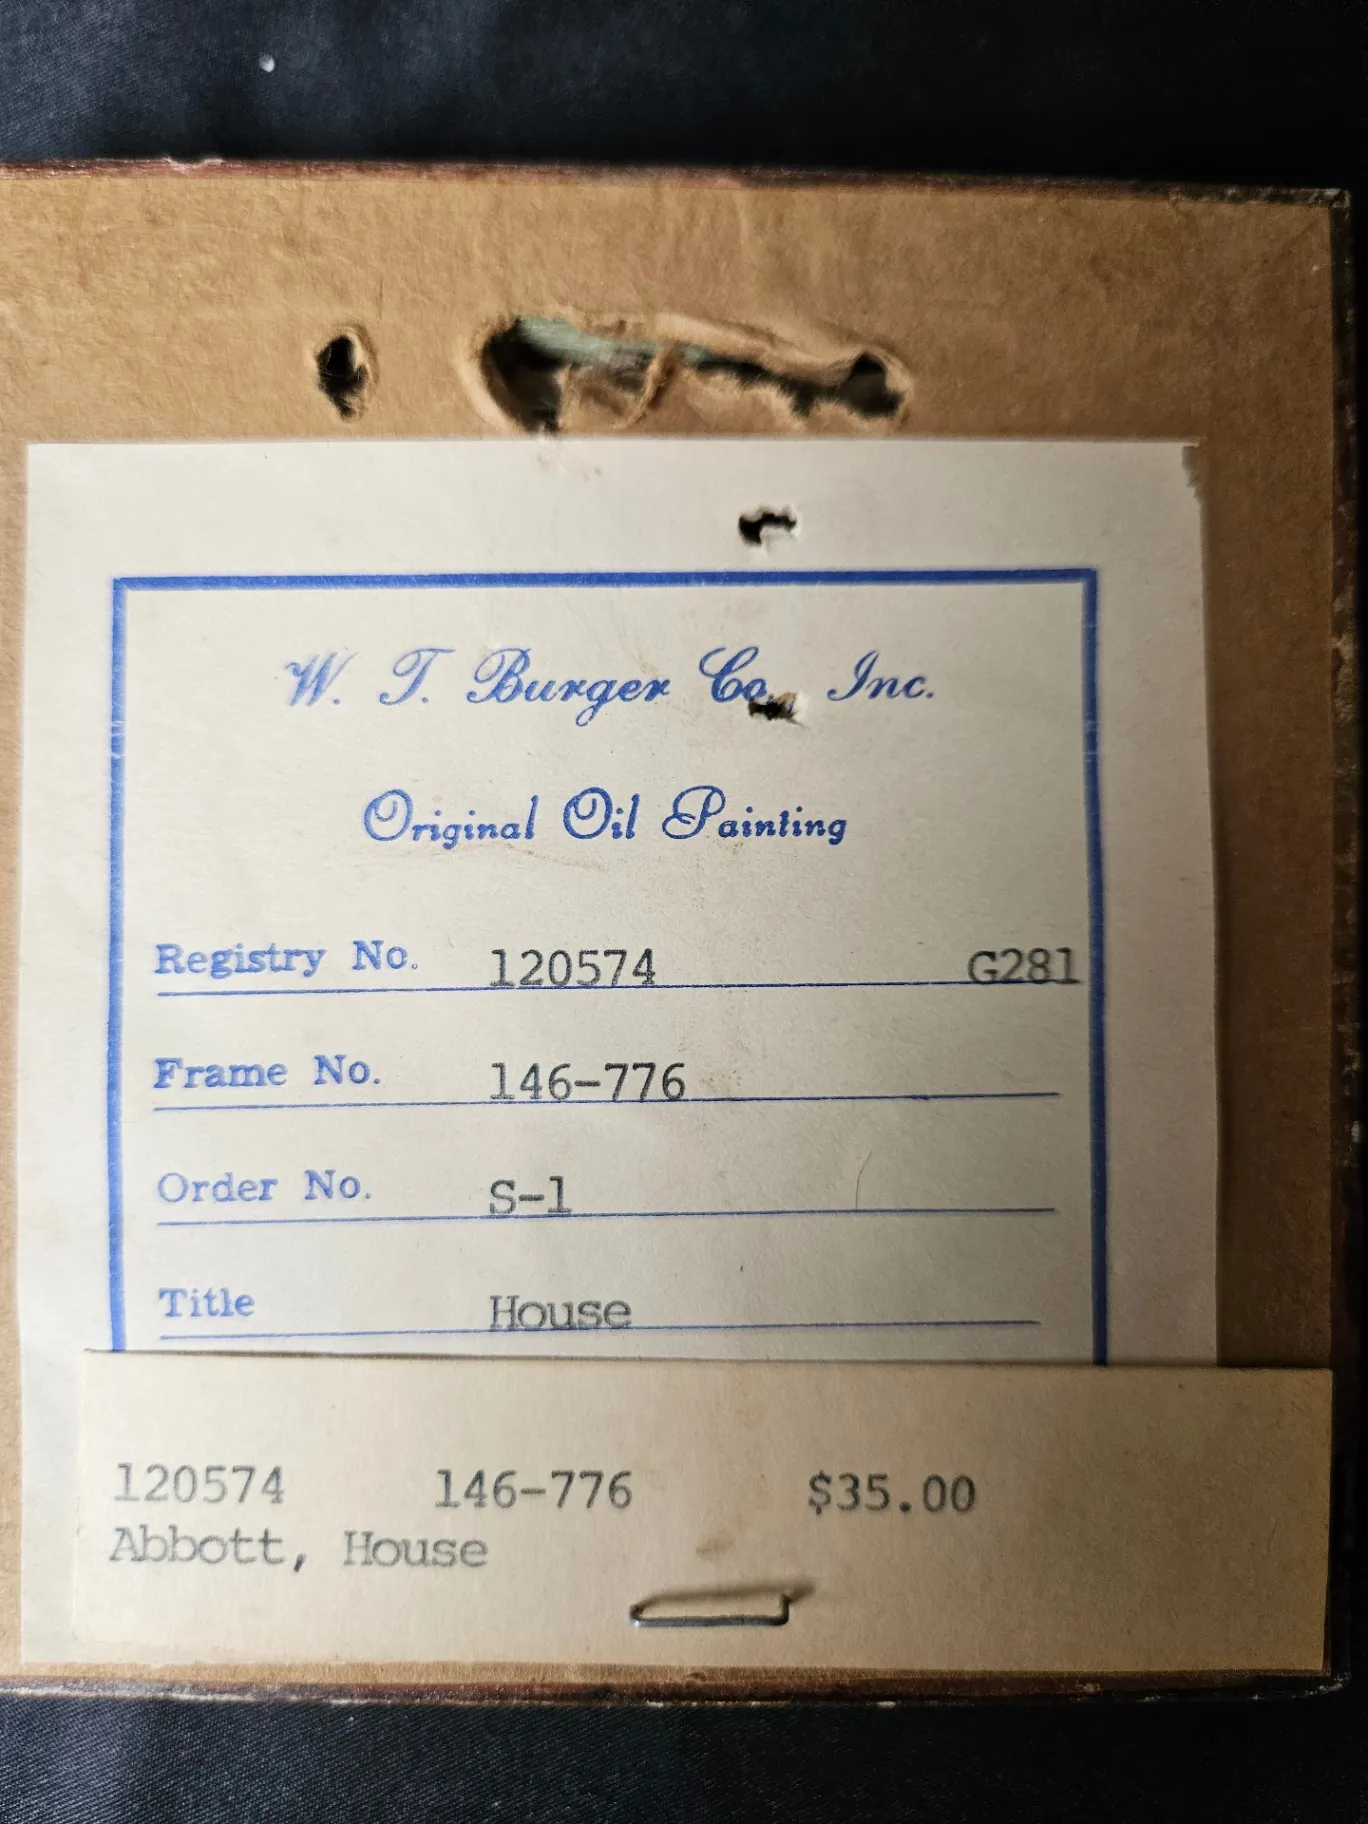 W. T. Burger Co. Inc.
Original Oil Painting
Registry No. 120574 G281
Frame No. 146-776
Order No. S-1
Title House
120574 146-776 $35.00
Abbott, House